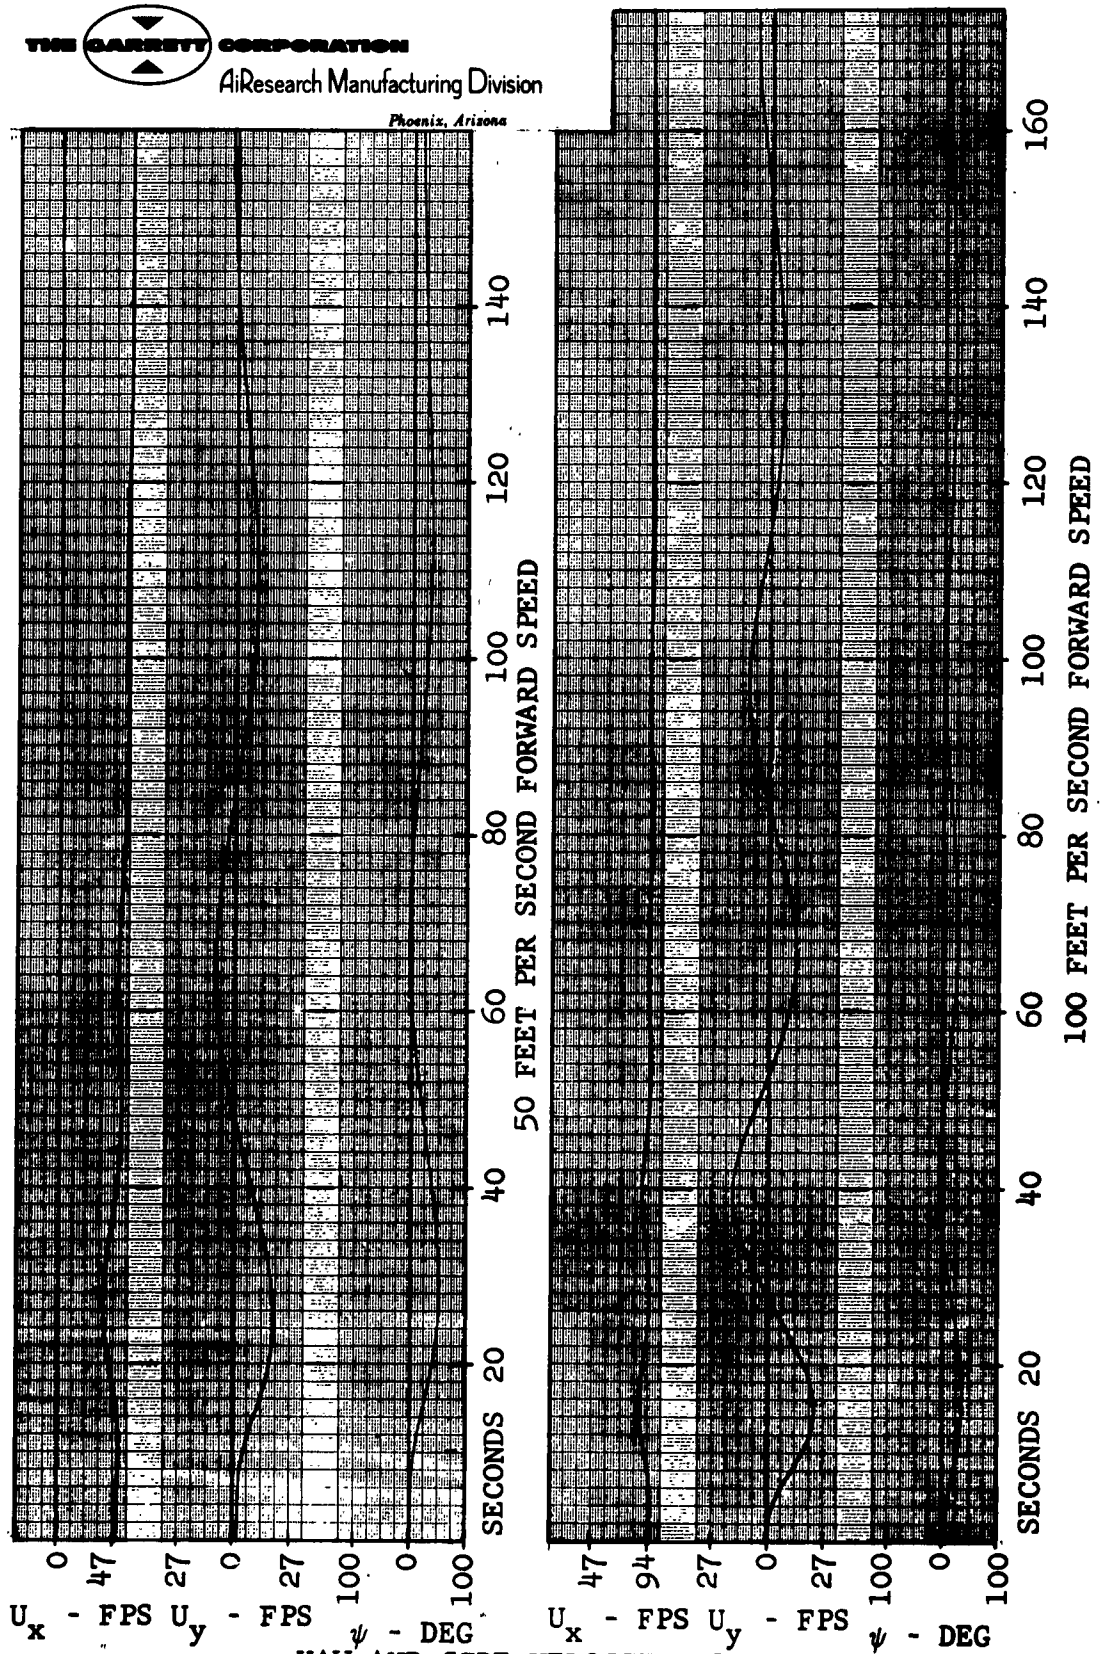 THE GARRETT CORPORATION
AiResearch Manufacturing Division
Phoenix, Arizona
SECONDS 20 40 60 80 100 120 140
50 FEET PER SECOND FORWARD SPEED
0 47 27 0 27 100 0 100
Ux - FPS Uy - FPS ψ - DEG
SECONDS 20 40 60 80 100 120 140 160
100 FEET PER SECOND FORWARD SPEED
47 94 27 0 27 100 0 100
Ux - FPS Uy - FPS ψ - DEG